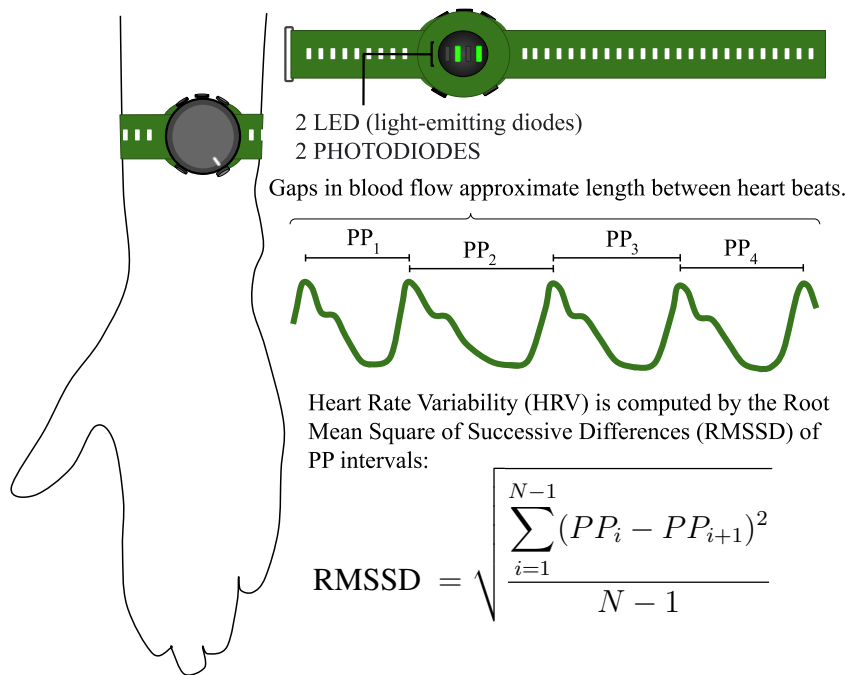 2 LED (light-emitting diodes)
2 PHOTODIODES
Gaps in blood flow approximate length between heart beats.
PP₁ PP₂ PP₃ PP₄
Heart Rate Variability (HRV) is computed by the Root
Mean Square of Successive Differences (RMSSD) of
PP intervals:
RMSSD = √(∑_{i=1}^{N−1}(PP_i − PP_{i+1})² / (N − 1))